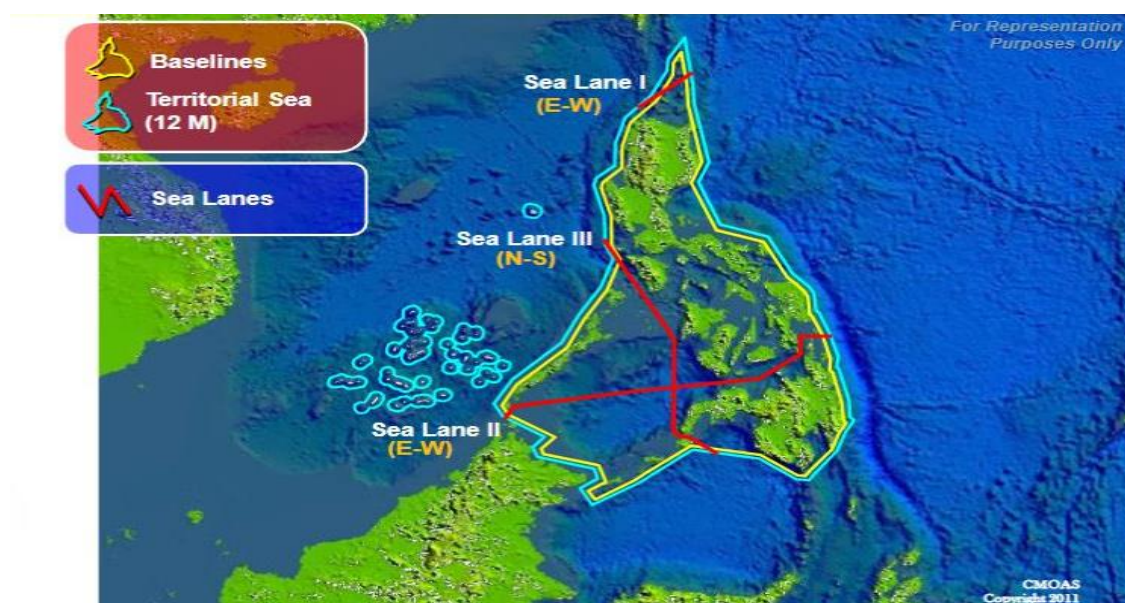 For Representation
Purposes Only
Baselines
Territorial Sea
(12 M)
Sea Lanes
Sea Lane I
(E-W)
Sea Lane III
(N-S)
Sea Lane II
(E-W)
CMOAS
Copyright 2011